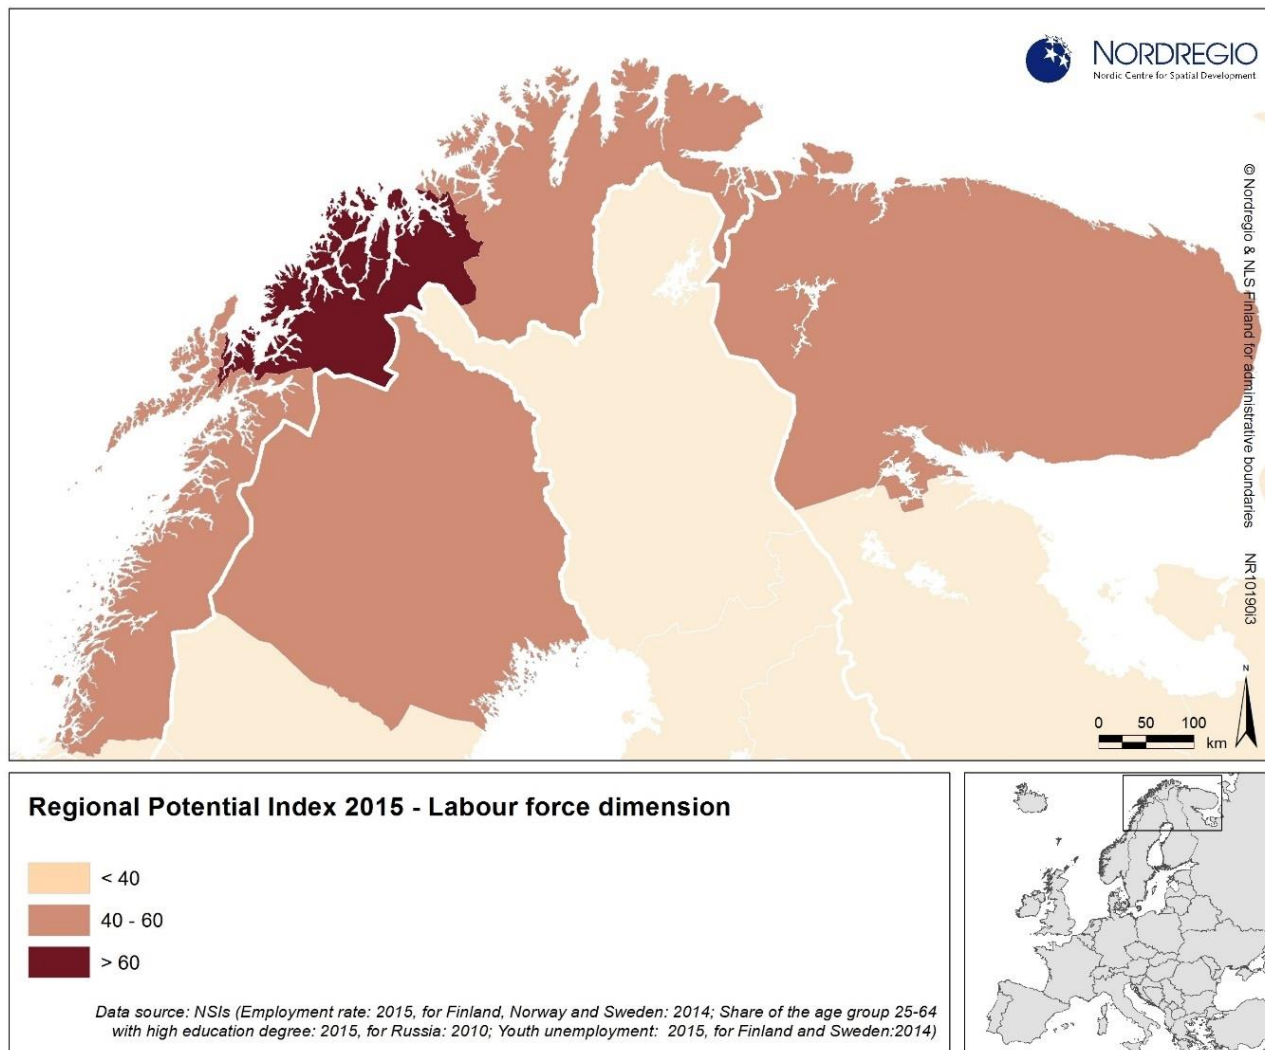 NORDREGIO
Nordic Centre for Spatial Development
© Nordregio & NLS Finland for administrative boundaries NR10190i3
N
0 50 100
km
Regional Potential Index 2015 - Labour force dimension
< 40
40 - 60
> 60
Data source: NSIs (Employment rate: 2015, for Finland, Norway and Sweden: 2014; Share of the age group 25-64
with high education degree: 2015, for Russia: 2010; Youth unemployment: 2015, for Finland and Sweden:2014)